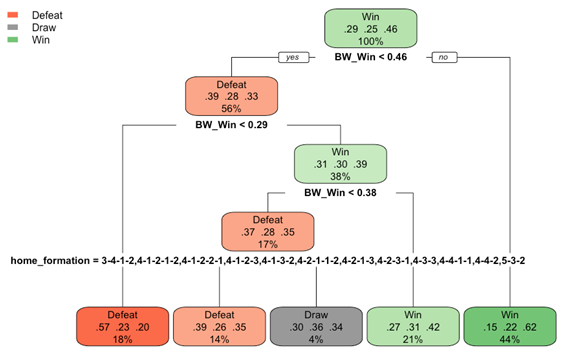 Defeat
Draw
Win
Win
.29 .25 .46
100%
yes
BW_Win < 0.46
no
Defeat
.39 .28 .33
56%
BW_Win < 0.29
Win
.31 .30 .39
38%
BW_Win < 0.38
Defeat
.37 .28 .35
17%
home_formation = 3-4-1-2,4-1-2-1-2,4-1-2-2-1,4-1-2-3,4-1-3-2,4-2-1-1-2,4-2-1-3,4-2-3-1,4-3-3,4-4-1-1,4-4-2,5-3-2
Defeat
.57 .23 .20
18%
Defeat
.39 .26 .35
14%
Draw
.30 .36 .34
4%
Win
.27 .31 .42
21%
Win
.15 .22 .62
44%